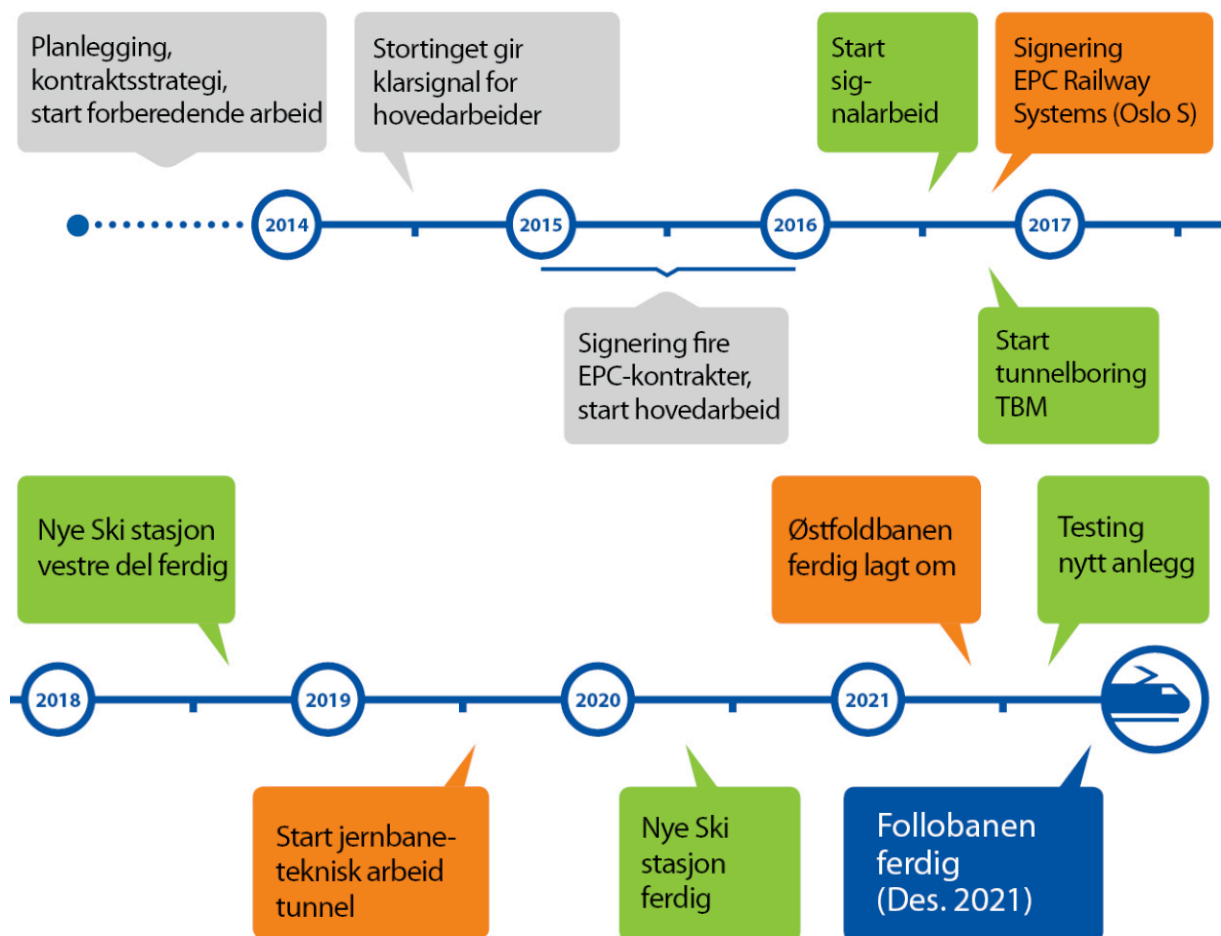 Planlegging,
kontraktsstrategi,
start forberedende arbeid
Stortinget gir
klarsignal for
hovedarbeider
Start
sig-
nalarbeid
Signering
EPC Railway
Systems (Oslo S)
2014
2015
2016
2017
Signering fire
EPC-kontrakter,
start hovedarbeid
Start
tunnelboring
TBM
Nye Ski stasjon
vestre del ferdig
Østfoldbanen
ferdig lagt om
Testing
nytt anlegg
2018
2019
2020
2021
Start jernbane-
teknisk arbeid
tunnel
Nye Ski
stasjon
ferdig
Follobanen
ferdig
(Des. 2021)